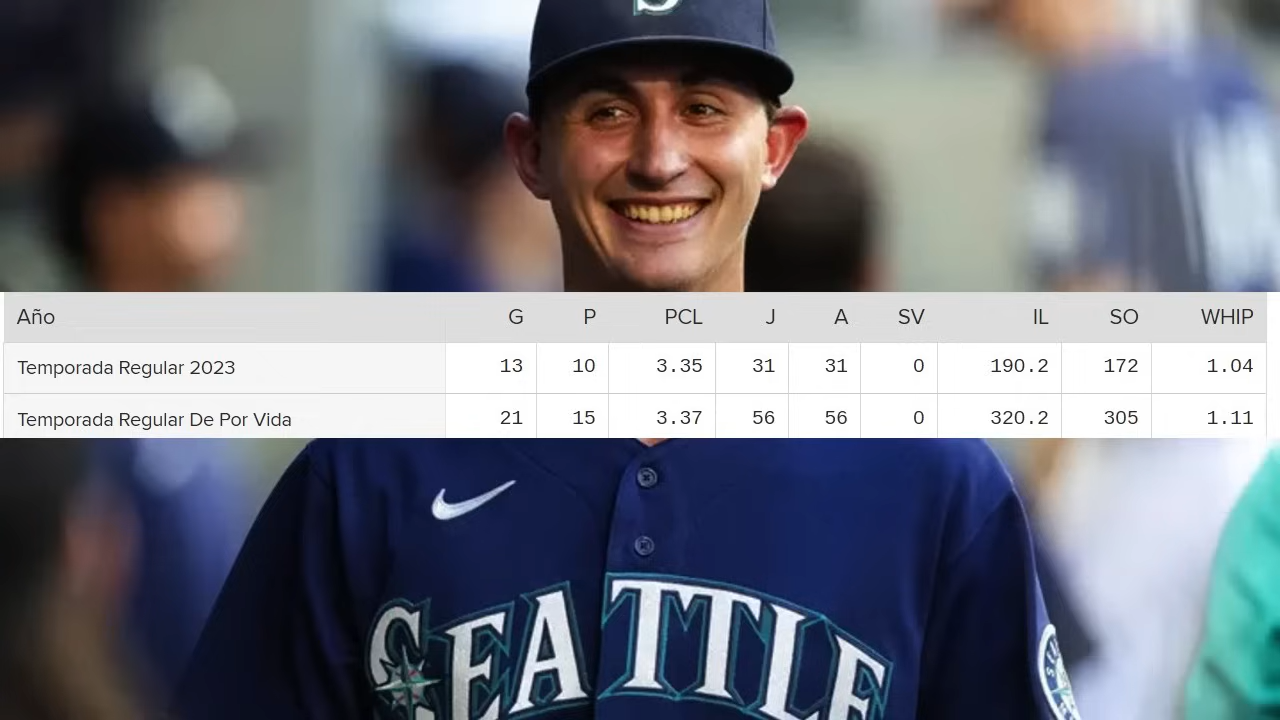 S
Año G P PCL J A SV IL SO WHIP
Temporada Regular 2023 13 10 3.35 31 31 0 190.2 172 1.04
Temporada Regular De Por Vida 21 15 3.37 56 56 0 320.2 305 1.11
SEATTLE